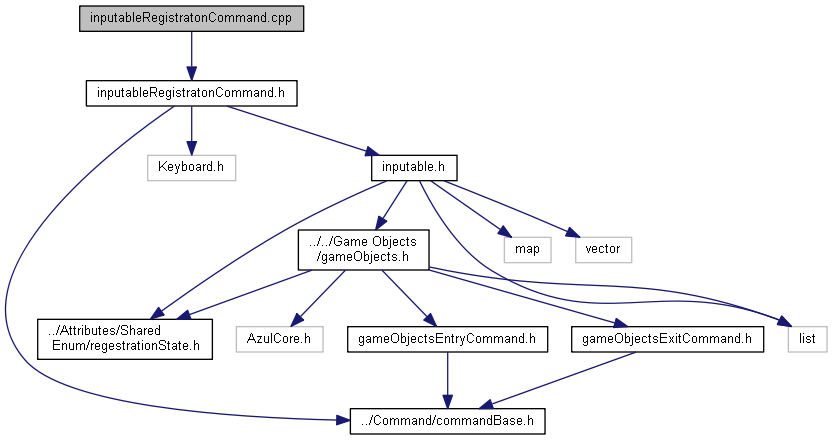 inputableRegistratonCommand.cpp
inputableRegistratonCommand.h
Keyboard.h
inputable.h
../../Game Objects
/gameObjects.h
map
vector
../Attributes/Shared
Enum/regestrationState.h
AzulCore.h
gameObjectsEntryCommand.h
gameObjectsExitCommand.h
list
../Command/commandBase.h